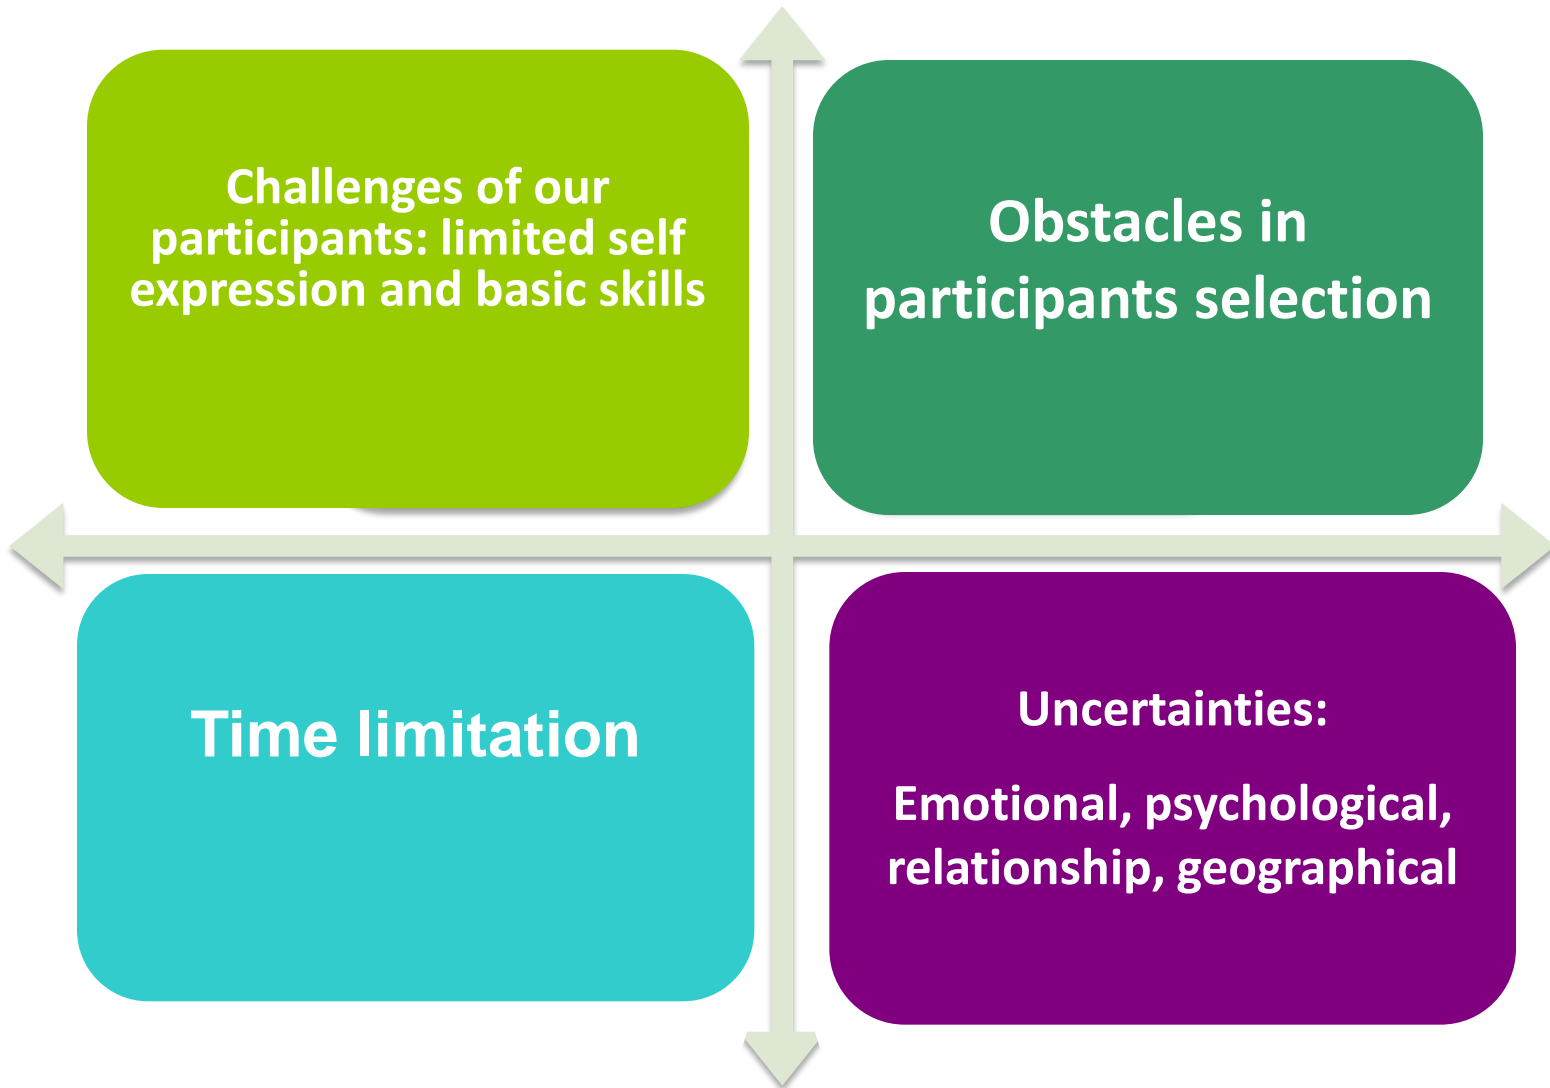 Challenges of our
participants: limited self
expression and basic skills
Obstacles in
participants selection
Time limitation
Uncertainties:
Emotional, psychological,
relationship, geographical